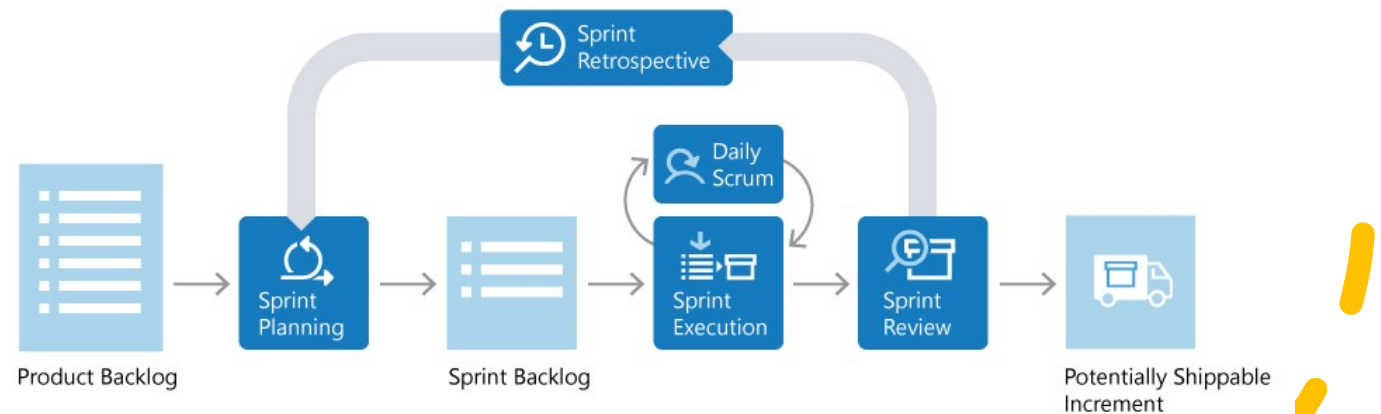 Sprint
Retrospective
Daily
Scrum
Sprint
Planning
Sprint
Execution
Sprint
Review
Product Backlog
Sprint Backlog
Potentially Shippable
Increment